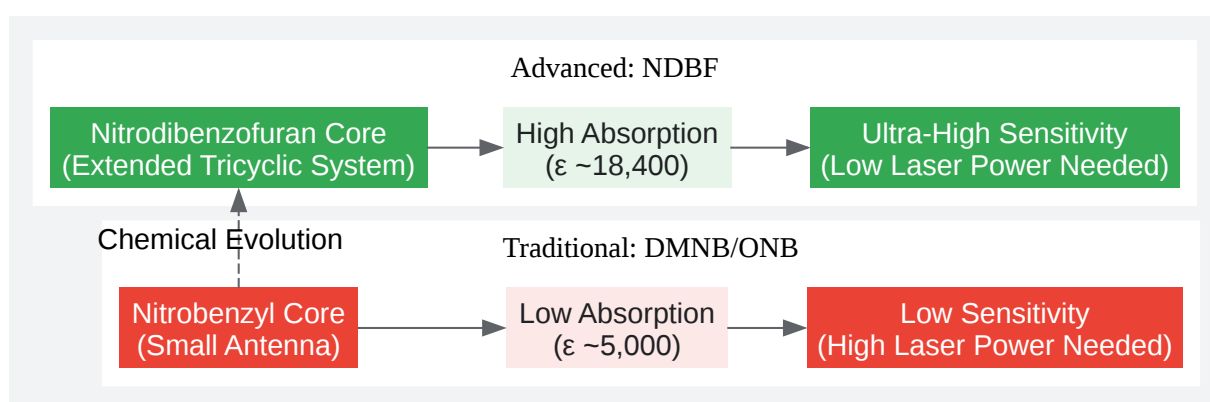 Advanced: NDBF
Nitrodibenzofuran Core
(Extended Tricyclic System)
High Absorption
(ε ~18,400)
Ultra-High Sensitivity
(Low Laser Power Needed)
Chemical Evolution
Traditional: DMNB/ONB
Nitrobenzyl Core
(Small Antenna)
Low Absorption
(ε ~5,000)
Low Sensitivity
(High Laser Power Needed)